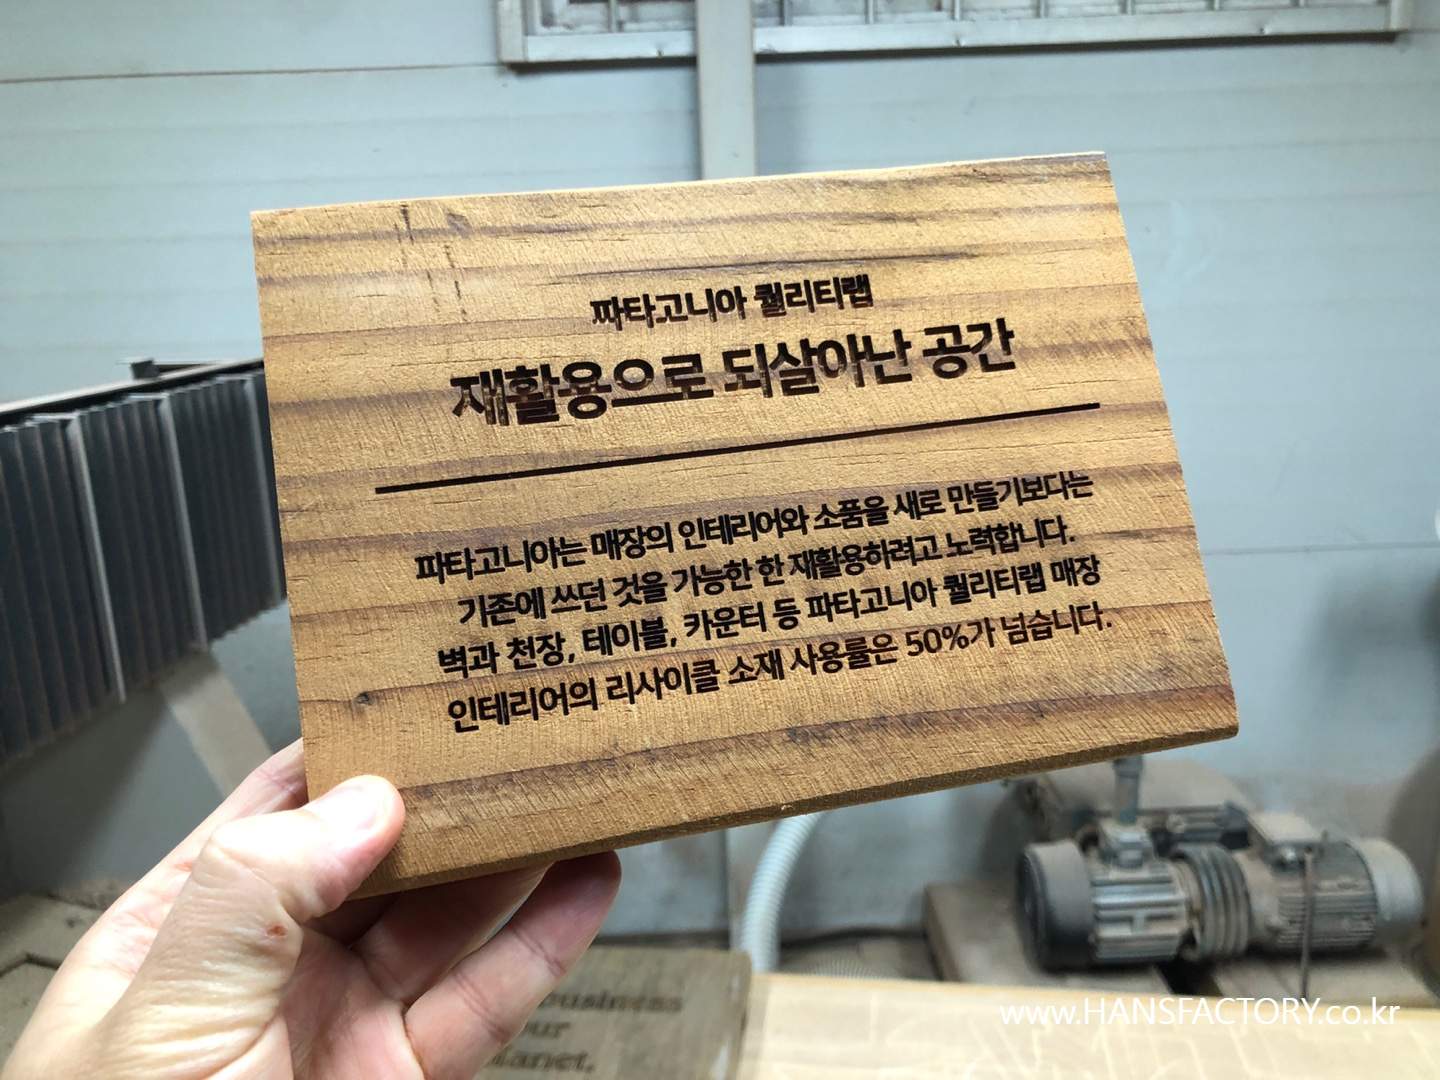 파타고니아 퀄리티랩
재활용으로 되살아난 공간
파타고니아는 매장의 인테리어와 소품을 새로 만들기보다는
기존에 쓰던 것을 가능한 한 재활용하려고 노력합니다.
벽과 천장, 테이블, 카운터 등 파타고니아 퀄리티랩 매장
인테리어의 리사이클 소재 사용률은 50%가 넘습니다.
business
our
planet.
www.HANSFACTORY.co.kr